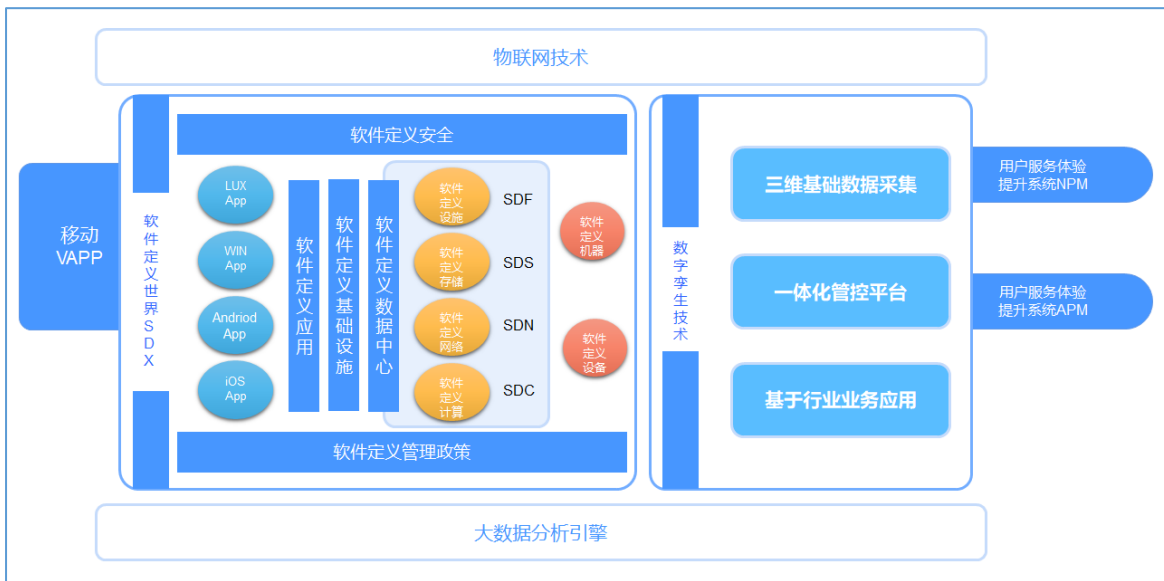 物联网技术
移动
VAPP
软件定义世界SDX
软件定义安全
LUX
App
WIN
App
Andriod
App
iOS
App
软件定义应用
软件定义基础设施
软件定义数据中心
软件
定义
设施
SDF
软件
定义
存储
SDS
软件
定义
网络
SDN
软件
定义
计算
SDC
软件
定义
机器
软件
定义
设备
软件定义管理政策
数字孪生技术
三维基础数据采集
一体化管控平台
基于行业业务应用
用户服务体验
提升系统NPM
用户服务体验
提升系统APM
大数据分析引擎